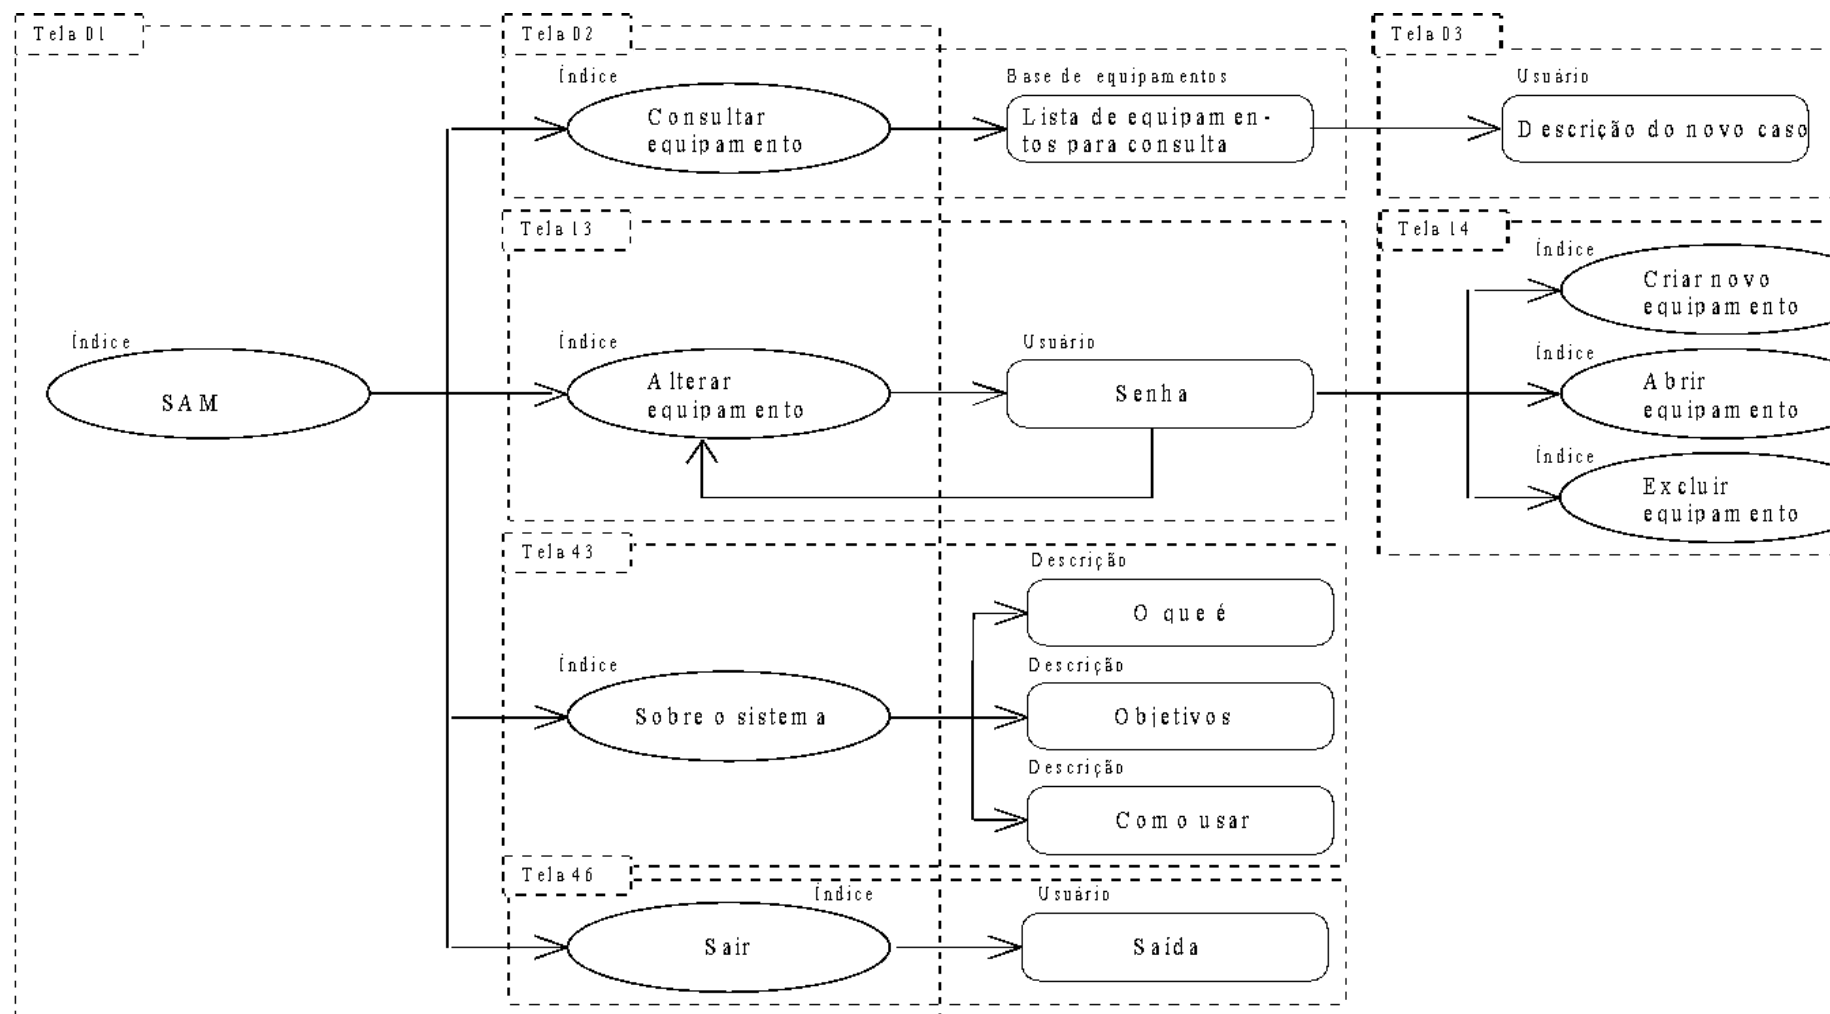 Tela 01
Tela 02
Tela 03
Índice
Base de equipamentos
Usuário
Consultar
equipamento
Lista de equipamen-
tos para consulta
Descrição do novo caso
Tela 13
Tela 14
Índice
Criar novo
equipamento
Índice
SAM
Índice
Alterar
equipamento
Usuário
Senha
Índice
Abrir
equipamento
Índice
Excluir
equipamento
Tela 43
Descrição
O que é
Índice
Sobre o sistema
Descrição
Objetivos
Descrição
Como usar
Tela 46
Índice
Usuário
Sair
Saída